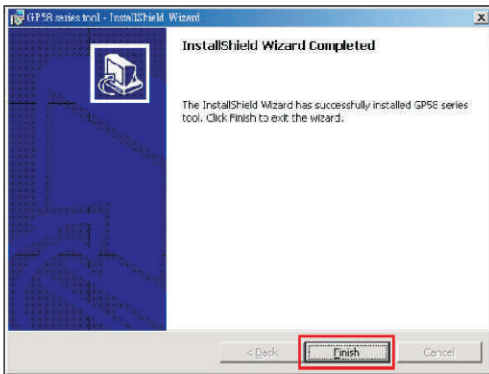 GP58 series tool - InstallShield Wizard
InstallShield Wizard Completed
The InstallShield Wizard has successfully installed GP58 series
tool. Click Finish to exit the wizard.
< Back
Finish
Cancel